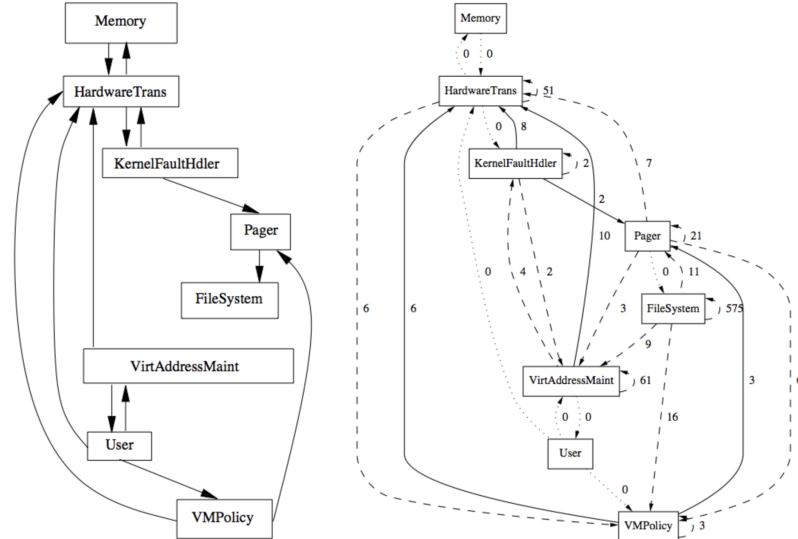 Memory
HardwareTrans
KernelFaultHdler
Pager
FileSystem
VirtAddressMaint
User
VMPolicy
Memory
0 0
HardwareTrans 51
0 8
KernelFaultHdler 2
7
2
Pager 21
10
0 4 2 0 11
6 6 3 FileSystem 575
9
VirtAddressMaint 61
3
0 0 16
User
0
VMPolicy 3